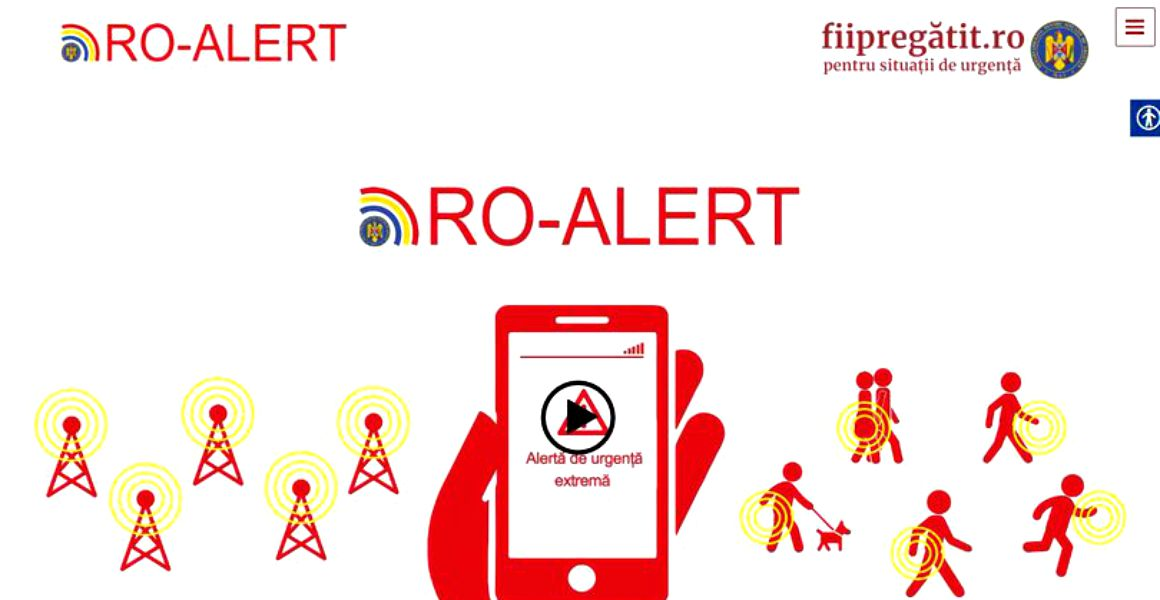 RO-ALERT
fiipregătit.ro
pentru situații de urgență
RO-ALERT
Alertă de urgență
extremă